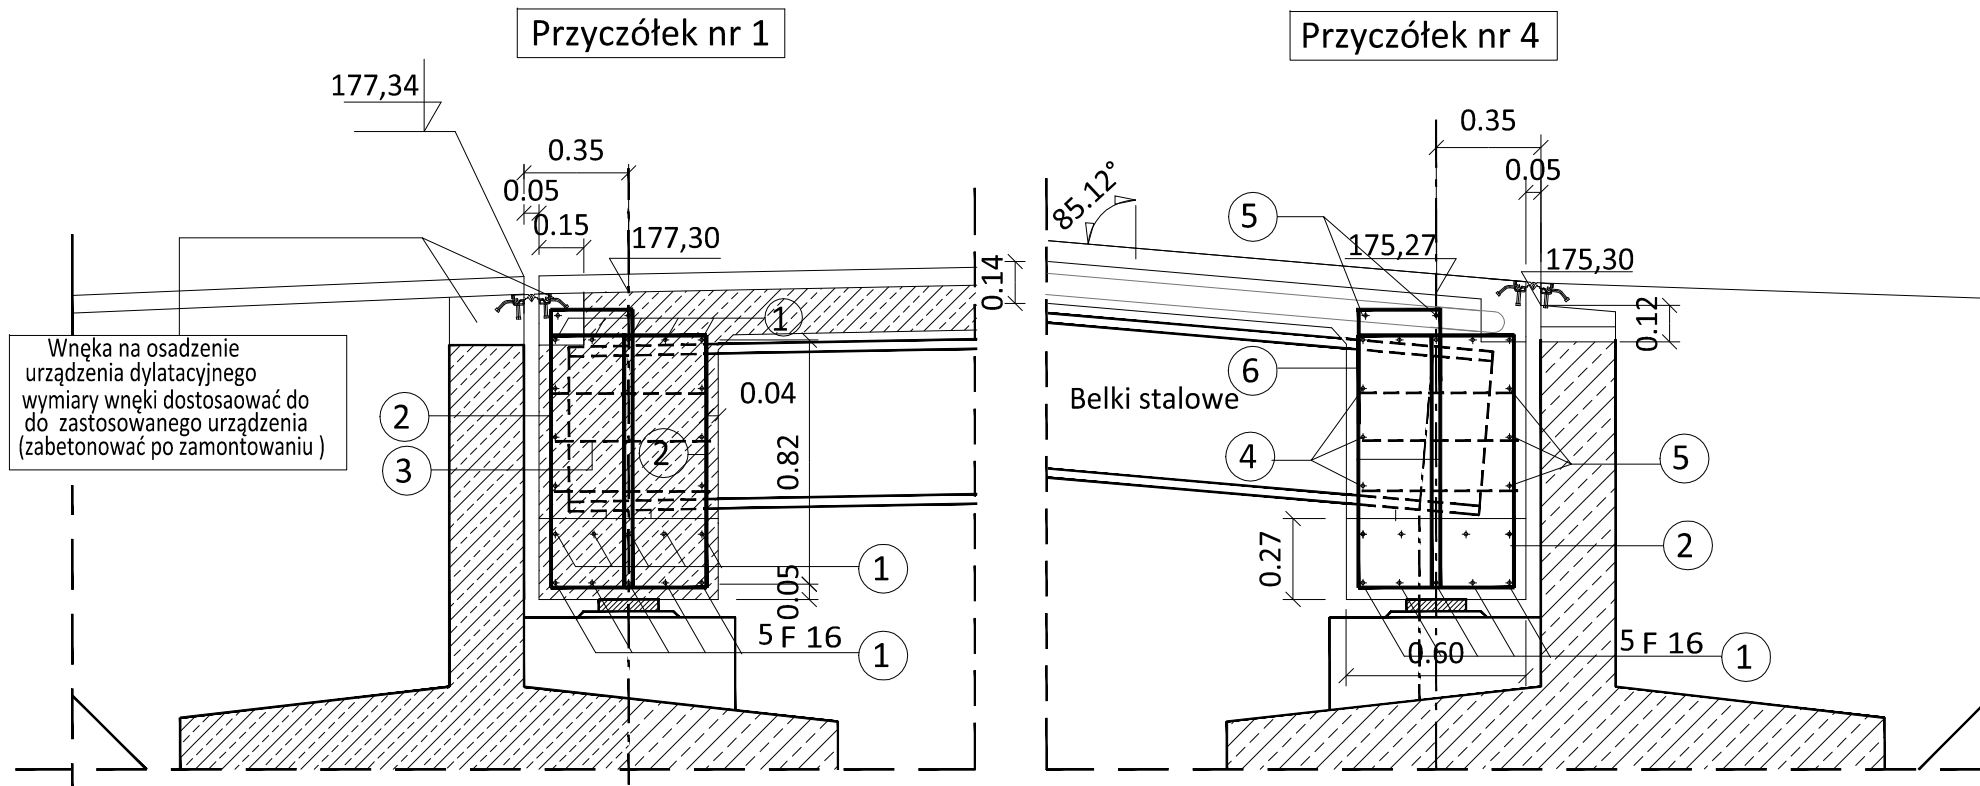 Przyczółek nr 1
177,34
0.35
0.05
0.15
177,30
1
0.14
Wnęka na osadzenie
urządzenia dylatacyjnego
wymiary wnęki dostosaować do
do zastosowanego urządzenia
(zabetonować po zamontowaniu )
2
3
2
0.04
0.82
1
0.05
5 F 16
1
Przyczółek nr 4
0.35
0.05
85.12°
5
175,27
175,30
0.12
6
Belki stalowe
4
5
2
0.27
0.60
5 F 16
1